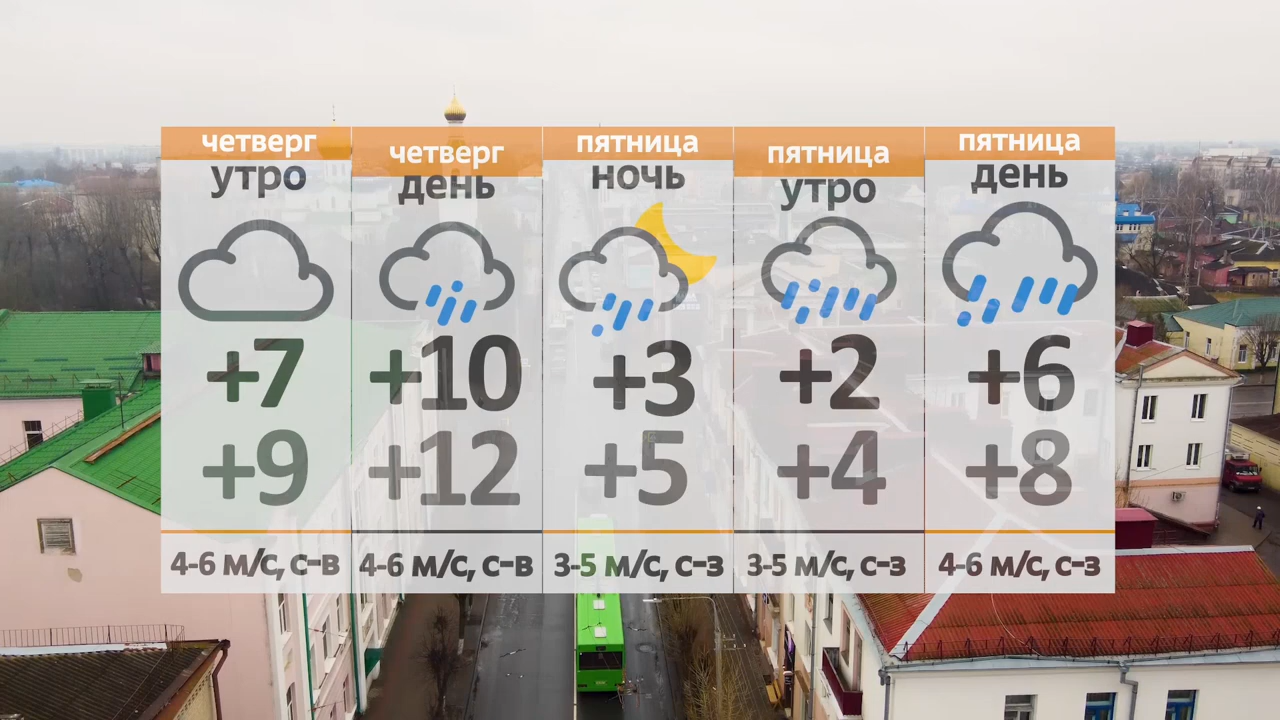 четверг
утро
+7
+9
4-6 м/с, с-в
четверг
день
+10
+12
4-6 м/с, с-в
пятница
ночь
+3
+5
3-5 м/с, с-з
пятница
утро
+2
+4
3-5 м/с, с-з
пятница
день
+6
+8
4-6 м/с, с-з